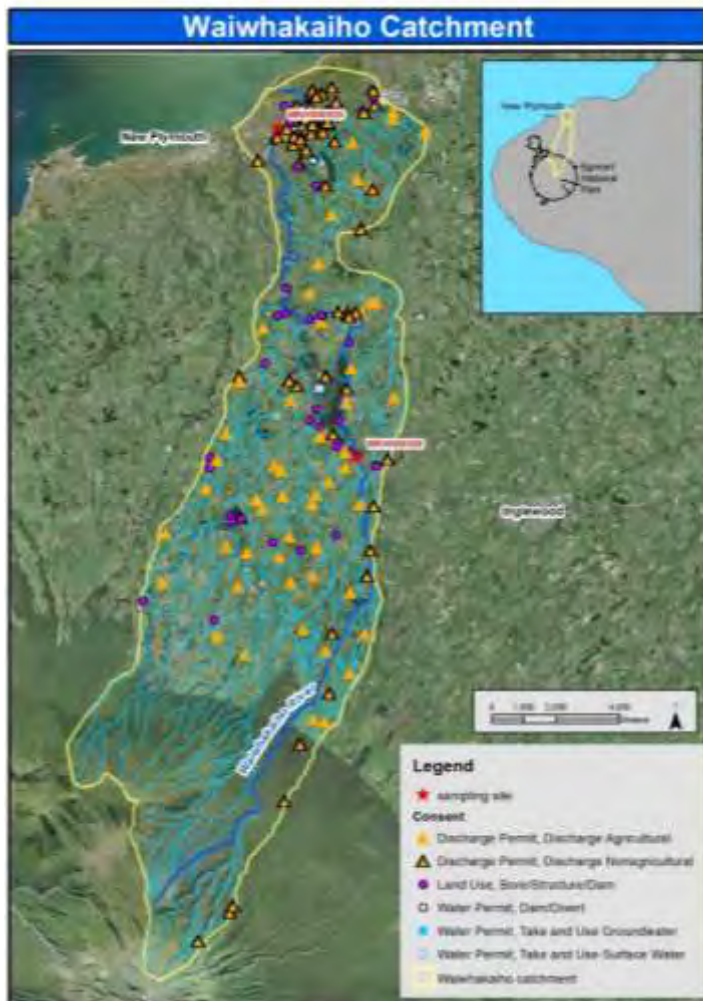 Waiwhakaiho Catchment
New Plymouth
New Plymouth
Egmont
National
Park
Inglewood
Waiwhakaiho River
Legend
sampling site
Consent
Discharge Permit, Discharge Agricultural
Discharge Permit, Discharge Nonagricultural
Land Use, Bore/Structure/Dam
Water Permit, Dam/Divert
Water Permit, Take and Use Groundwater
Water Permit, Take and Use Surface Water
Waiwhakaiho catchment